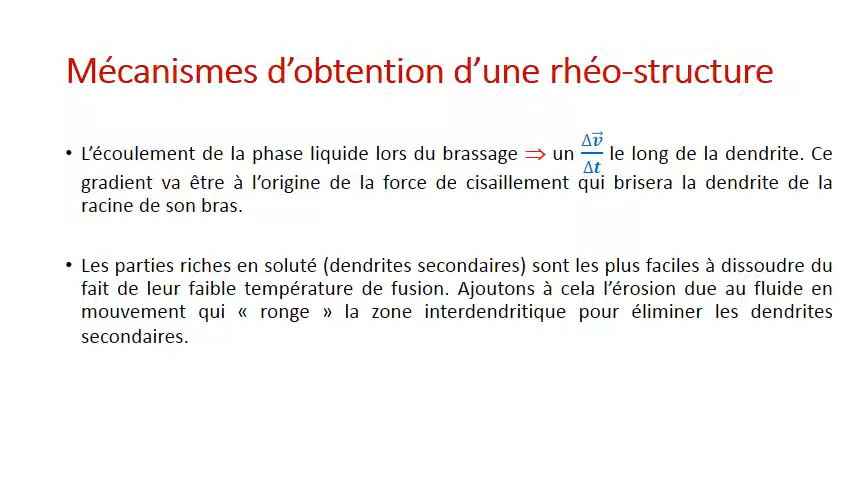 Mécanismes d’obtention d’une rhéo-structure
• L’écoulement de la phase liquide lors du brassage ⇒ un Δv⃗/Δt le long de la dendrite. Ce
gradient va être à l’origine de la force de cisaillement qui brisera la dendrite de la
racine de son bras.
• Les parties riches en soluté (dendrites secondaires) sont les plus faciles à dissoudre du
fait de leur faible température de fusion. Ajoutons à cela l’érosion due au fluide en
mouvement qui « ronge » la zone interdendritique pour éliminer les dendrites
secondaires.